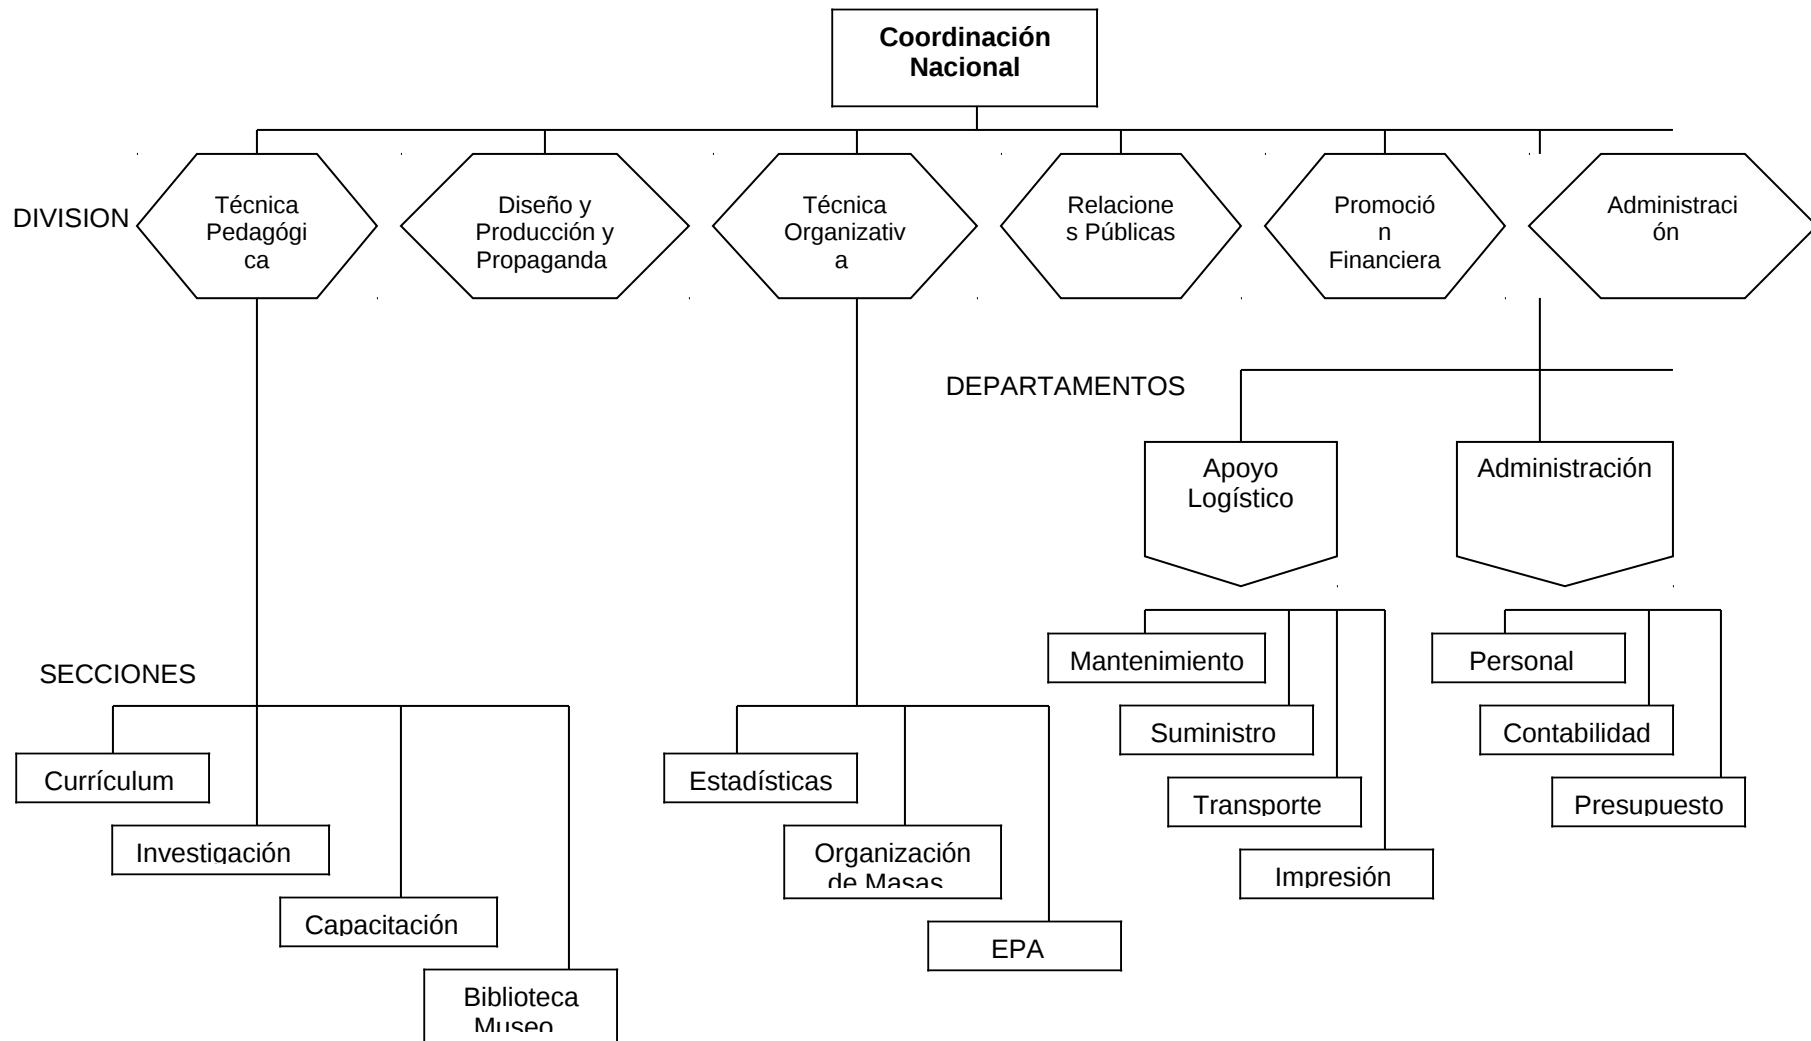 Coordinación
Nacional
DIVISION
Técnica
Pedagógi
ca
Diseño y
Producción y
Propaganda
Técnica
Organizativ
a
Relacione
s Públicas
Promoció
n
Financiera
Administraci
ón
DEPARTAMENTOS
Apoyo
Logístico
Administración
Mantenimiento
Suministro
Transporte
Impresión
Personal
Contabilidad
Presupuesto
SECCIONES
Currículum
Investigación
Capacitación
Biblioteca
Museo
Estadísticas
Organización
de Masas
EPA